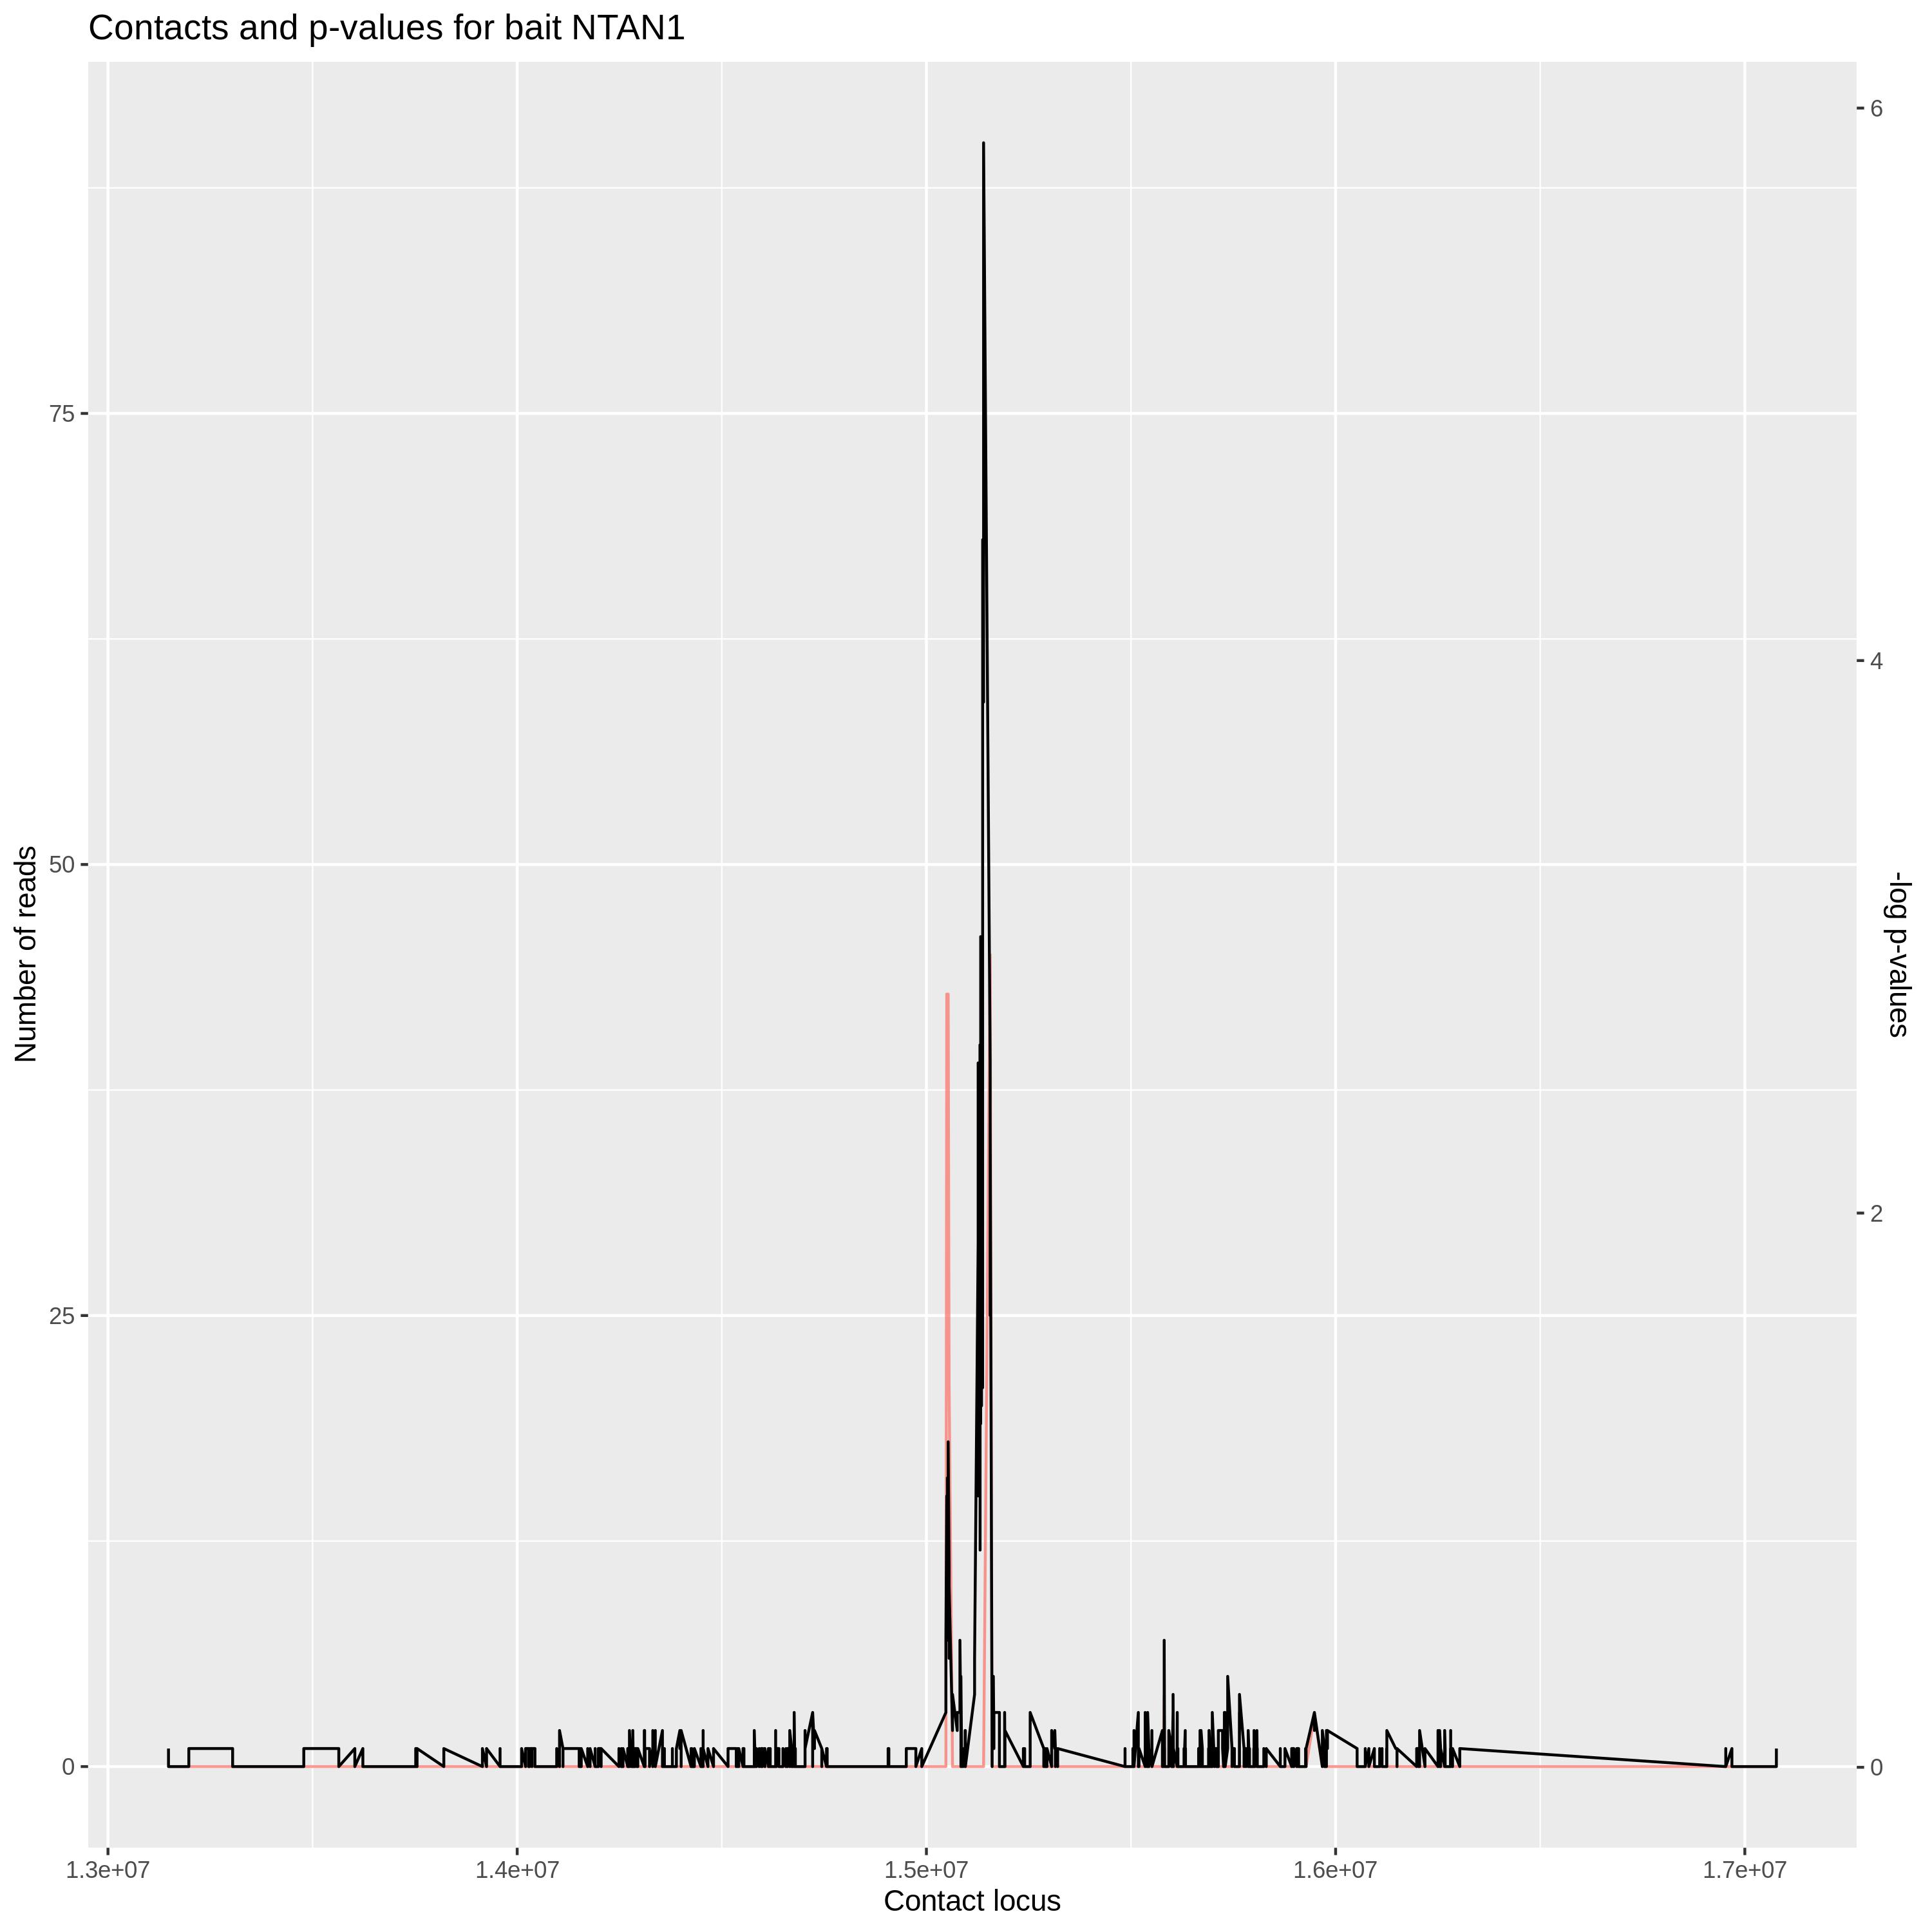 Contacts and p-values for bait NTAN1
Number of reads
75
50
25
0
6
4
2
0
-log p-values
1.3e+07 1.4e+07 1.5e+07 1.6e+07 1.7e+07
Contact locus